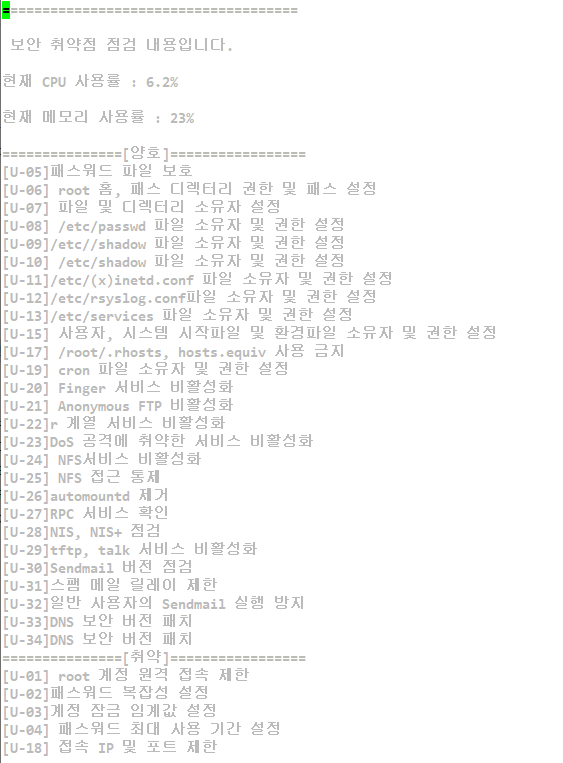 =====================================
보안 취약점 점검 내용입니다.
현재 CPU 사용률 : 6.2%
현재 메모리 사용률 : 23%
===============[양호]=================
[U-05]패스워드 파일 보호
[U-06] root 홈, 패스 디렉터리 권한 및 패스 설정
[U-07] 파일 및 디렉터리 소유자 설정
[U-08] /etc/passwd 파일 소유자 및 권한 설정
[U-09]/etc//shadow 파일 소유자 및 권한 설정
[U-10] /etc/shadow 파일 소유자 및 권한 설정
[U-11]/etc/(x)inetd.conf 파일 소유자 및 권한 설정
[U-12]/etc/rsyslog.conf파일 소유자 및 권한 설정
[U-13]/etc/services 파일 소유자 및 권한 설정
[U-15] 사용자, 시스템 시작파일 및 환경파일 소유자 및 권한 설정
[U-17] /root/.rhosts, hosts.equiv 사용 금지
[U-19] cron 파일 소유자 및 권한 설정
[U-20] Finger 서비스 비활성화
[U-21] Anonymous FTP 비활성화
[U-22]r 계열 서비스 비활성화
[U-23]DoS 공격에 취약한 서비스 비활성화
[U-24] NFS서비스 비활성화
[U-25] NFS 접근 통제
[U-26]automountd 제거
[U-27]RPC 서비스 확인
[U-28]NIS, NIS+ 점검
[U-29]tftp, talk 서비스 비활성화
[U-30]Sendmail 버전 점검
[U-31]스팸 메일 릴레이 제한
[U-32]일반 사용자의 Sendmail 실행 방지
[U-33]DNS 보안 버전 패치
[U-34]DNS 보안 버전 패치
===============[취약]=================
[U-01] root 계정 원격 접속 제한
[U-02]패스워드 복잡성 설정
[U-03]계정 잠금 임계값 설정
[U-04] 패스워드 최대 사용 기간 설정
[U-18] 접속 IP 및 포트 제한